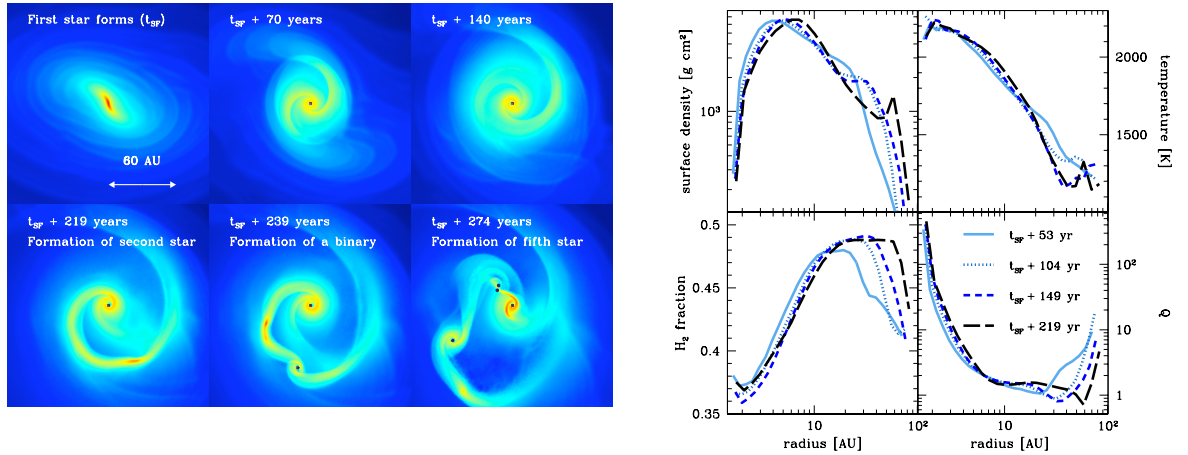 First star forms (t_SF)
t_SF + 70 years
t_SF + 140 years
60 AU
t_SF + 219 years
Formation of second star
t_SF + 239 years
Formation of a binary
t_SF + 274 years
Formation of fifth star
surface density [g cm²]
10³
temperature [K]
2000
1500
H₂ fraction
0.5
0.45
0.4
0.35
t_SF + 53 yr
t_SF + 104 yr
t_SF + 149 yr
t_SF + 219 yr
Q
10²
10
1
10
10²
10
10²
radius [AU]
radius [AU]